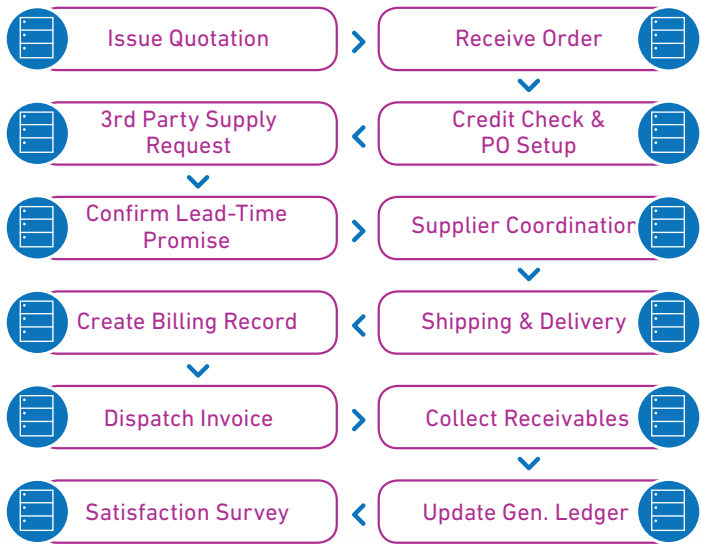 Issue Quotation
Receive Order
3rd Party Supply
Request
Credit Check &
PO Setup
Confirm Lead-Time
Promise
Supplier Coordination
Create Billing Record
Shipping & Delivery
Dispatch Invoice
Collect Receivables
Satisfaction Survey
Update Gen. Ledger